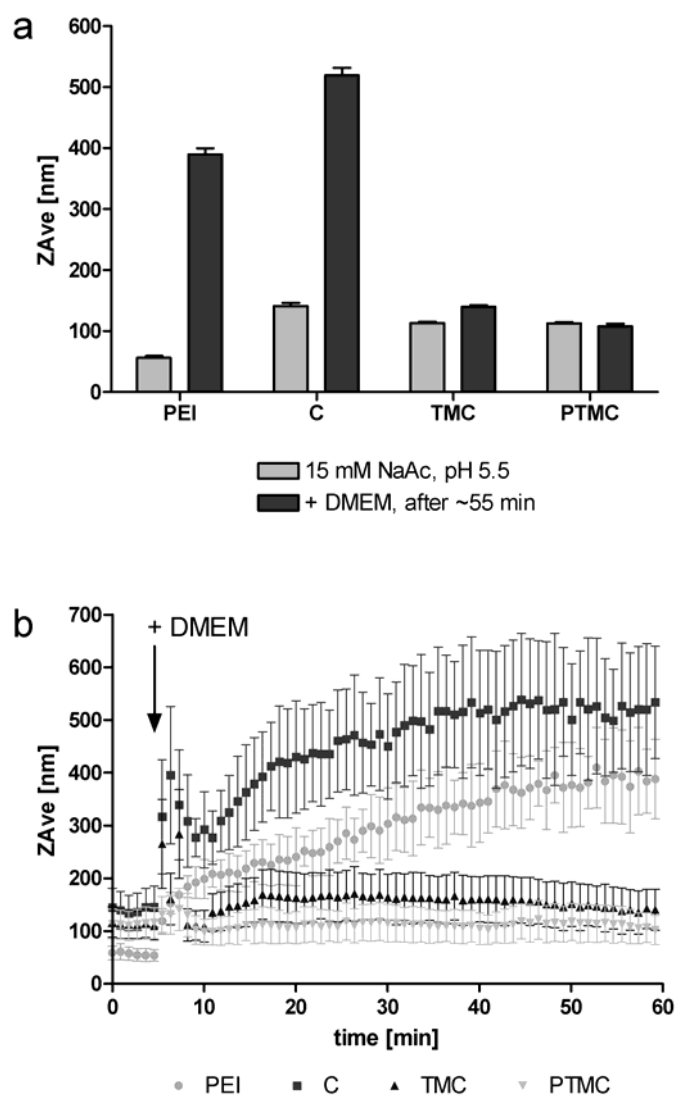 a
600
500
400
300
200
100
0
ZAve [nm]
PEI C TMC PTMC
15 mM NaAc, pH 5.5
+ DMEM, after ~55 min
b
+ DMEM
700
600
500
400
300
200
100
0
ZAve [nm]
0 10 20 30 40 50 60
time [min]
PEI C TMC PTMC